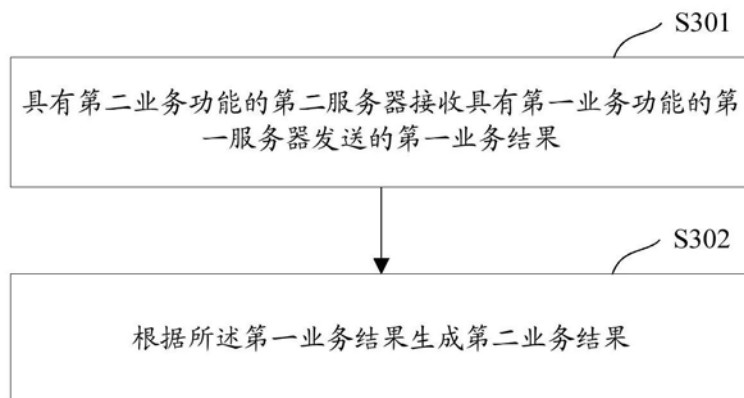 S301
具有第二业务功能的第二服务器接收具有第一业务功能的第
一服务器发送的第一业务结果
S302
根据所述第一业务结果生成第二业务结果